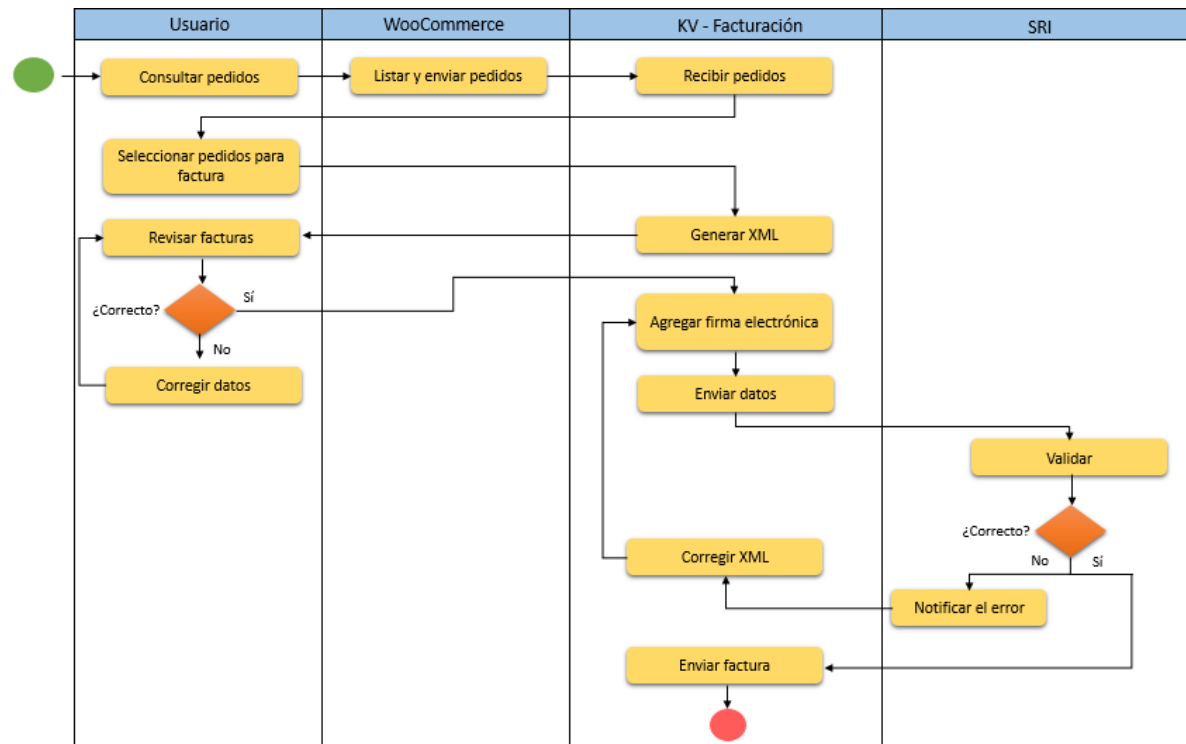 Usuario
WooCommerce
KV - Facturación
SRI
Consultar pedidos
Listar y enviar pedidos
Recibir pedidos
Seleccionar pedidos para
factura
Revisar facturas
Generar XML
¿Correcto?
Sí
No
Agregar firma electrónica
Corregir datos
Enviar datos
Validar
¿Correcto?
No
Sí
Corregir XML
Notificar el error
Enviar factura